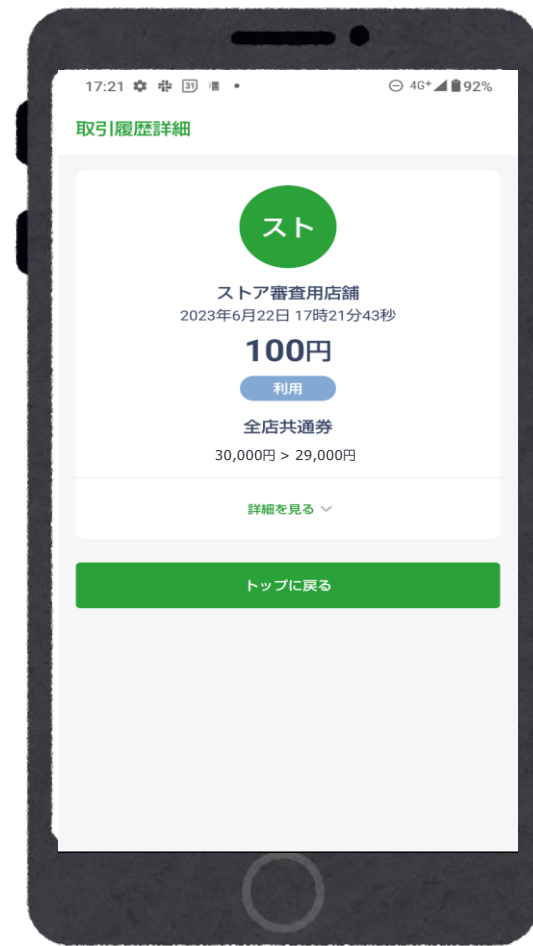 17:21 31 4G+ 92%
取引履歴詳細
スト
ストア審査用店舗
2023年6月22日 17時21分43秒
100円
利用
全店共通券
30,000円 > 29,000円
詳細を見る
トップに戻る